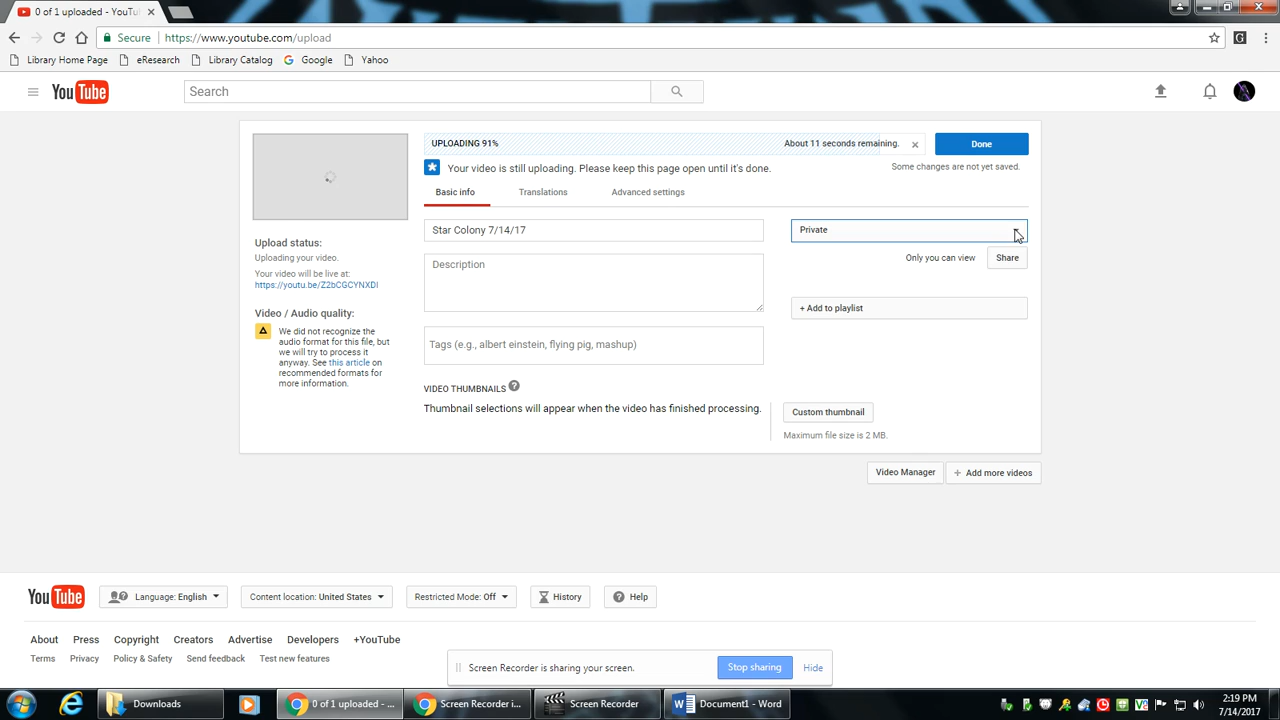 0 of 1 uploaded - YouTu
Secure https://www.youtube.com/upload
Library Home Page eResearch Library Catalog Google Yahoo
YouTube Search
UPLOADING 91% About 11 seconds remaining. Done
Your video is still uploading. Please keep this page open until it's done. Some changes are not yet saved.
Basic info Translations Advanced settings
Star Colony 7/14/17
Private
Description
Only you can view Share
+ Add to playlist
Tags (e.g., albert einstein, flying pig, mashup)
VIDEO THUMBNAILS ?
Thumbnail selections will appear when the video has finished processing.
Custom thumbnail
Maximum file size is 2 MB.
Upload status:
Uploading your video.
Your video will be live at:
https://youtu.be/Z2bCGCYNXDI
Video / Audio quality:
We did not recognize the
audio format for this file, but
we will try to process it
anyway. See this article on
recommended formats for
more information.
Video Manager + Add more videos
YouTube Language: English Content location: United States Restricted Mode: Off History Help
About Press Copyright Creators Advertise Developers +YouTube
Terms Privacy Policy & Safety Send feedback Test new features
Screen Recorder is sharing your screen. Stop sharing Hide
Downloads 0 of 1 uploaded - ... Screen Recorder i... Screen Recorder Document1 - Word
2:19 PM
7/14/2017